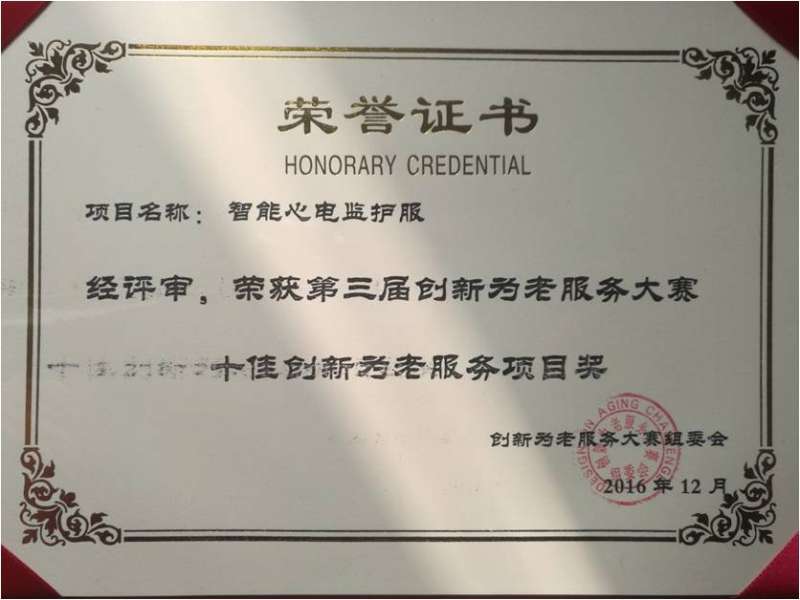 荣誉证书
HONORARY CREDENTIAL
项目名称：智能心电监护服
经评审，荣获第三届创新为老服务大赛
十佳创新为老服务项目奖
创新为老服务大赛组委会
2016 年 12 月